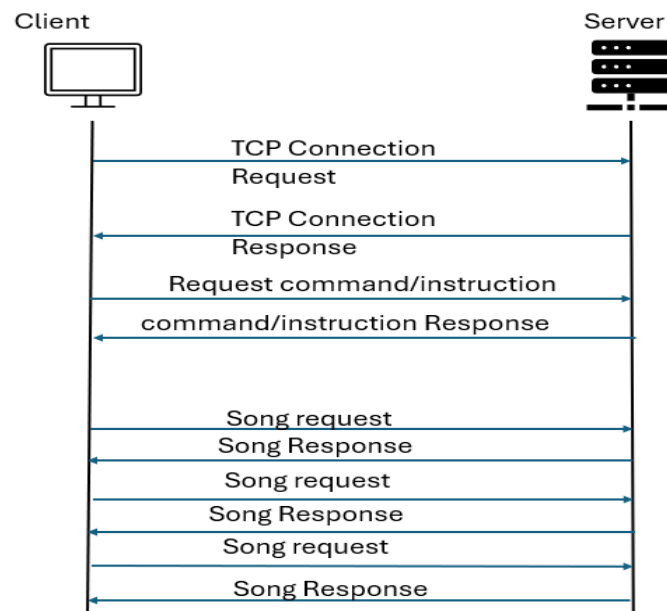 Client
Server
TCP Connection
Request
TCP Connection
Response
Request command/instruction
command/instruction Response
Song request
Song Response
Song request
Song Response
Song request
Song Response